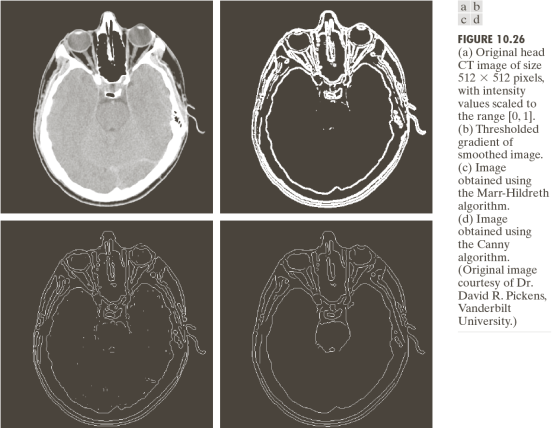 a b
c d
FIGURE 10.26
(a) Original head
CT image of size
512 × 512 pixels,
with intensity
values scaled to
the range [0, 1].
(b) Thresholded
gradient of
smoothed image.
(c) Image
obtained using
the Marr-Hildreth
algorithm.
(d) Image
obtained using
the Canny
algorithm.
(Original image
courtesy of Dr.
David R. Pickens,
Vanderbilt
University.)